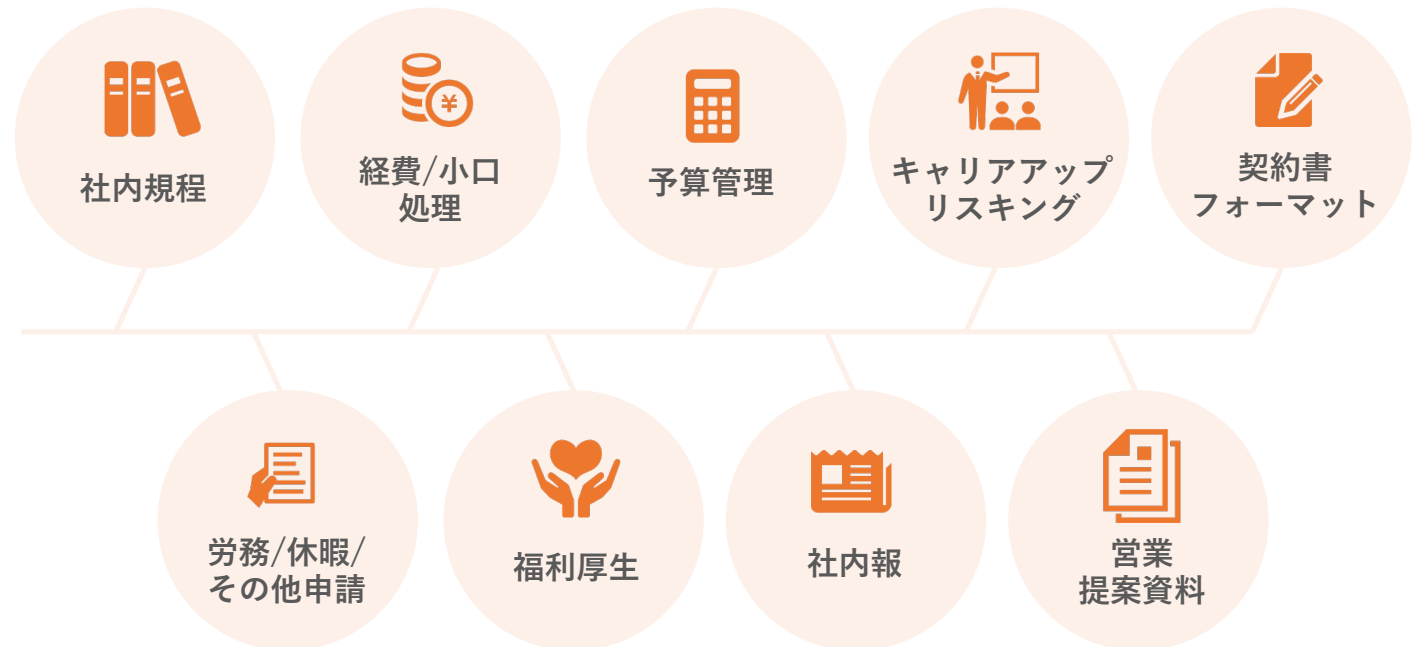 社内規程
経費/小口
処理
予算管理
キャリアアップ
リスキング
契約書
フォーマット
労務/休暇/
その他申請
福利厚生
社内報
営業
提案資料
¥